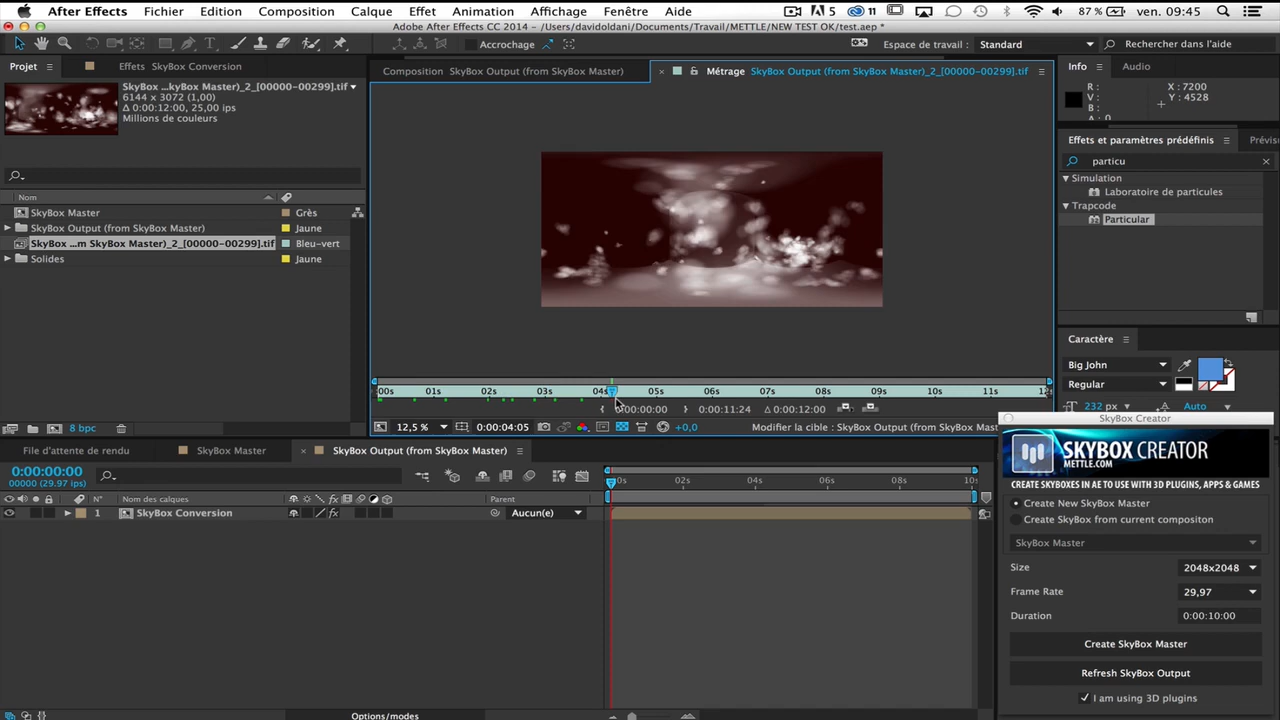 After Effects Fichier Edition Composition Calque Effet Animation Affichage Fenêtre Aide 5 11 87 % ven. 09:45
Adobe After Effects CC 2014 - /Users/davidoldani/Documents/Travail/METTLE/NEW TEST OK/test.aep *
Accrochage Espace de travail : Standard Rechercher dans l'aide
Projet Effets SkyBox Conversion
SkyBox ...kyBox Master)_2_[00000-00299].tif
6144 x 3072 (1,00)
Δ 0:00:12:00, 25,00 ips
Millions de couleurs
Nom
SkyBox Master Grès
SkyBox Output (from SkyBox Master) Jaune
SkyBox ...m SkyBox Master)_2_[00000-00299].tif Bleu-vert
Solides Jaune
8 bpc
Composition SkyBox Output (from SkyBox Master) × Métrage SkyBox Output (from SkyBox Master)_2_[00000-00299].tif
:00s 01s 02s 03s 04s 05s 06s 07s 08s 09s 10s 11s 12
0:00:00:00 0:00:11:24 Δ 0:00:12:00
12,5 % 0:00:04:05 +0,0 Modifier la cible : SkyBox Output (from SkyBox Mas
Info Audio
R : X : 7200
V : Y : 4528
B :
A : 0
Effets et paramètres prédéfinis Prévis
particu
Simulation
Laboratoire de particules
Trapcode
Particular
Caractère
Big John
Regular
232 px Auto
SkyBox Creator
SKYBOX CREATOR
METTLE.COM
CREATE SKYBOXES IN AE TO USE WITH 3D PLUGINS, APPS & GAMES
Create New SkyBox Master
Create SkyBox from current compositon
SkyBox Master
Size 2048x2048
Frame Rate 29,97
Duration 0:00:10:00
Create SkyBox Master
Refresh SkyBox Output
I am using 3D plugins
File d'attente de rendu SkyBox Master × SkyBox Output (from SkyBox Master)
0:00:00:00
00000 (29.97 ips)
N° Nom des calques Parent
1 SkyBox Conversion Aucun(e)
00s 02s 04s 06s 08s 10s
Options/modes